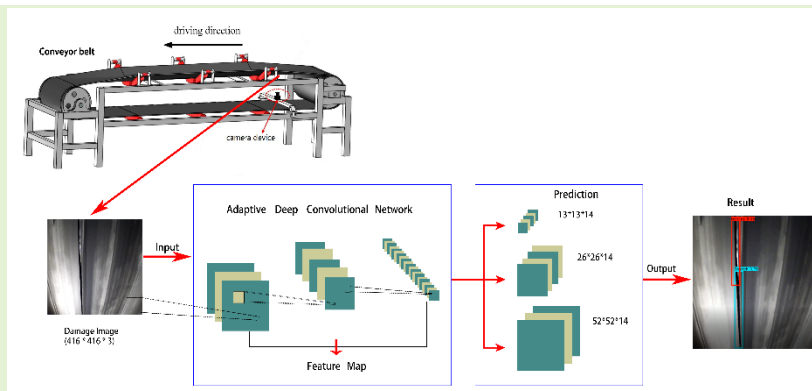 driving direction
Conveyor belt
camera device
Adaptive Deep Convolutional Network
Prediction
13*13*14
Result
Input
26*26*14
Output
52*52*14
Damage Image
(416 * 416 * 3)
Feature Map